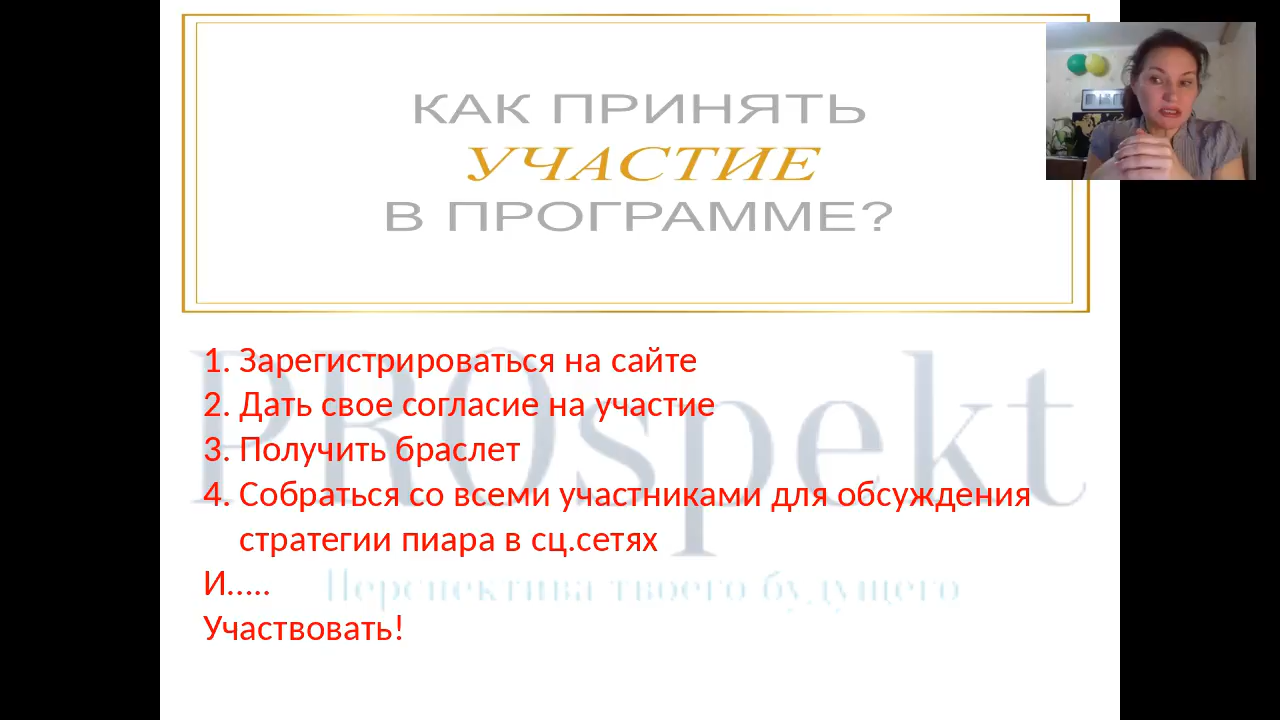 КАК ПРИНЯТЬ
УЧАСТИЕ
В ПРОГРАММЕ?
1. Зарегистрироваться на сайте
2. Дать свое согласие на участие
3. Получить браслет
4. Собраться со всеми участниками для обсуждения
стратегии пиара в сц.сетях
И.....
Участвовать!
PROspekt
Перспектива твоего будущего